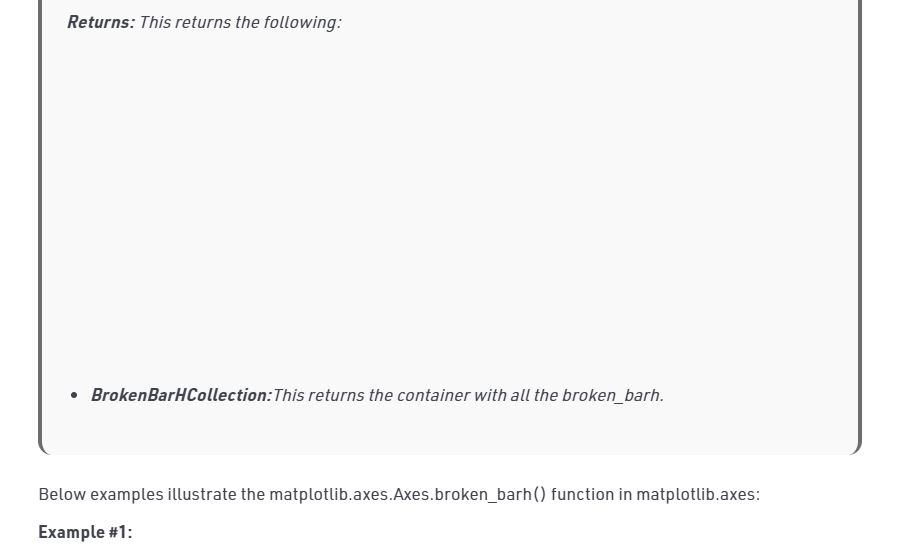 Returns: This returns the following:
• BrokenBarHCollection:This returns the container with all the broken_barh.
Below examples illustrate the matplotlib.axes.Axes.broken_barh() function in matplotlib.axes:
Example #1: